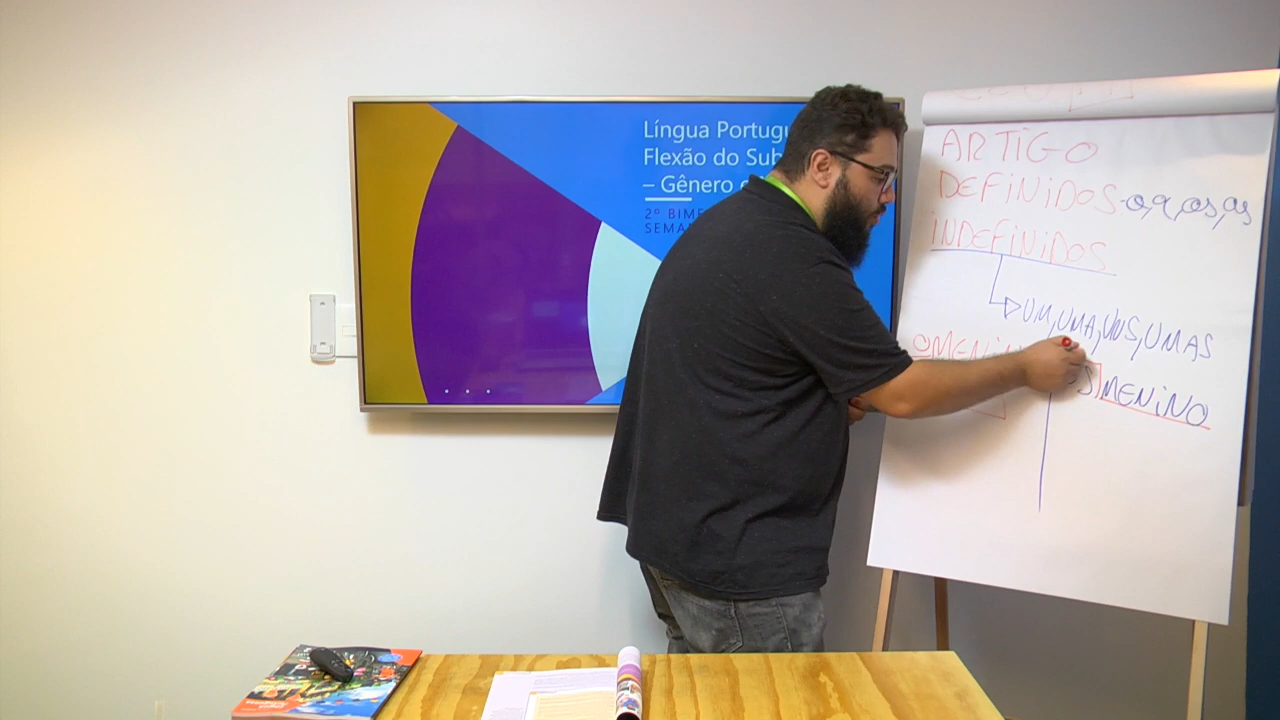 Língua Portugu
Flexão do Sub
– Gênero e
2º BIME
SEMA
ARTIGO
DEFINIDOS - o, a, os, as
INDEFINIDOS
UM, UMA, UNS, UMAS
O MENIN
S MENINO